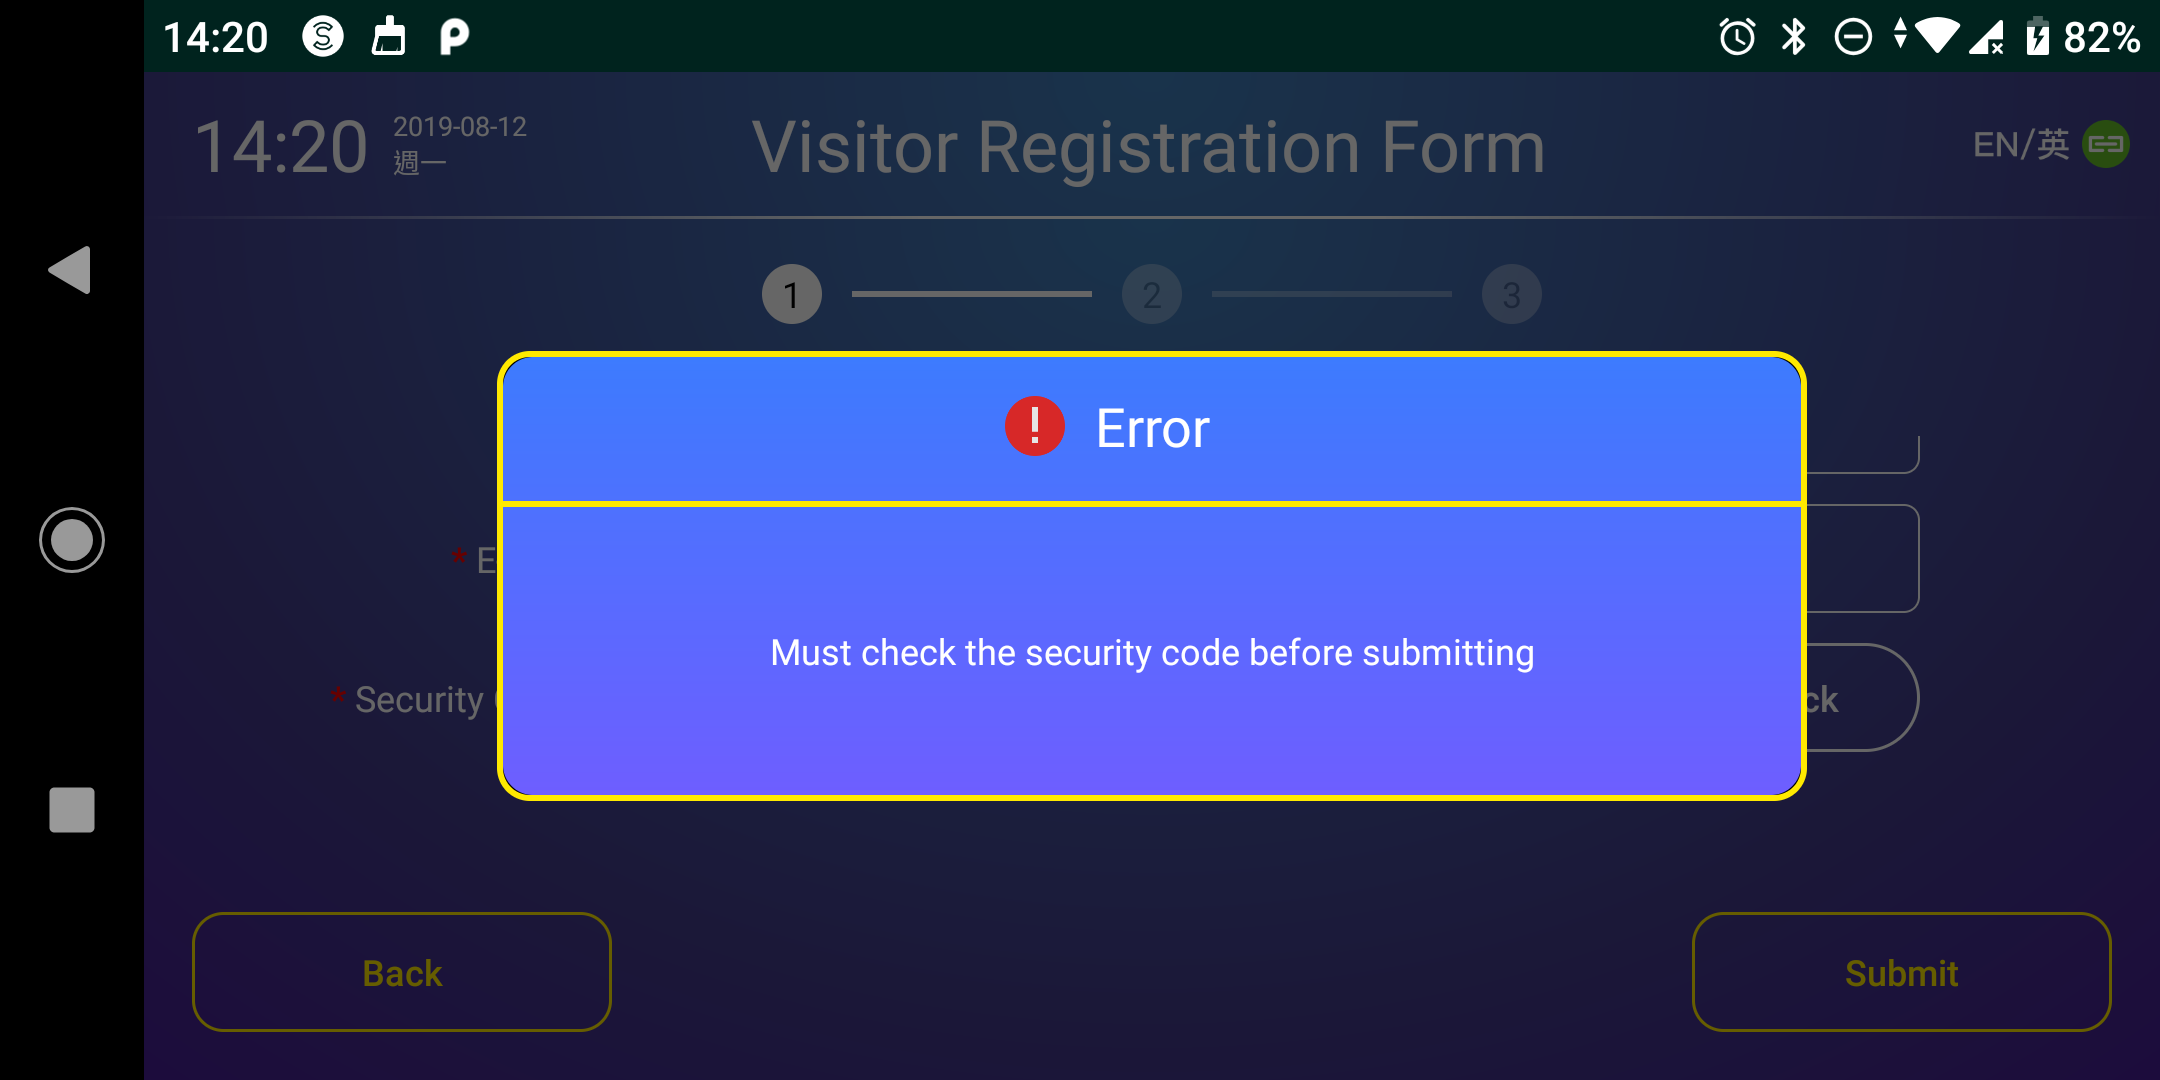 14:20
82%
14:20
2019-08-12
週一
Visitor Registration Form
EN/英
1
2
3
Error
Must check the security code before submitting
* E
* Security
ck
Back
Submit